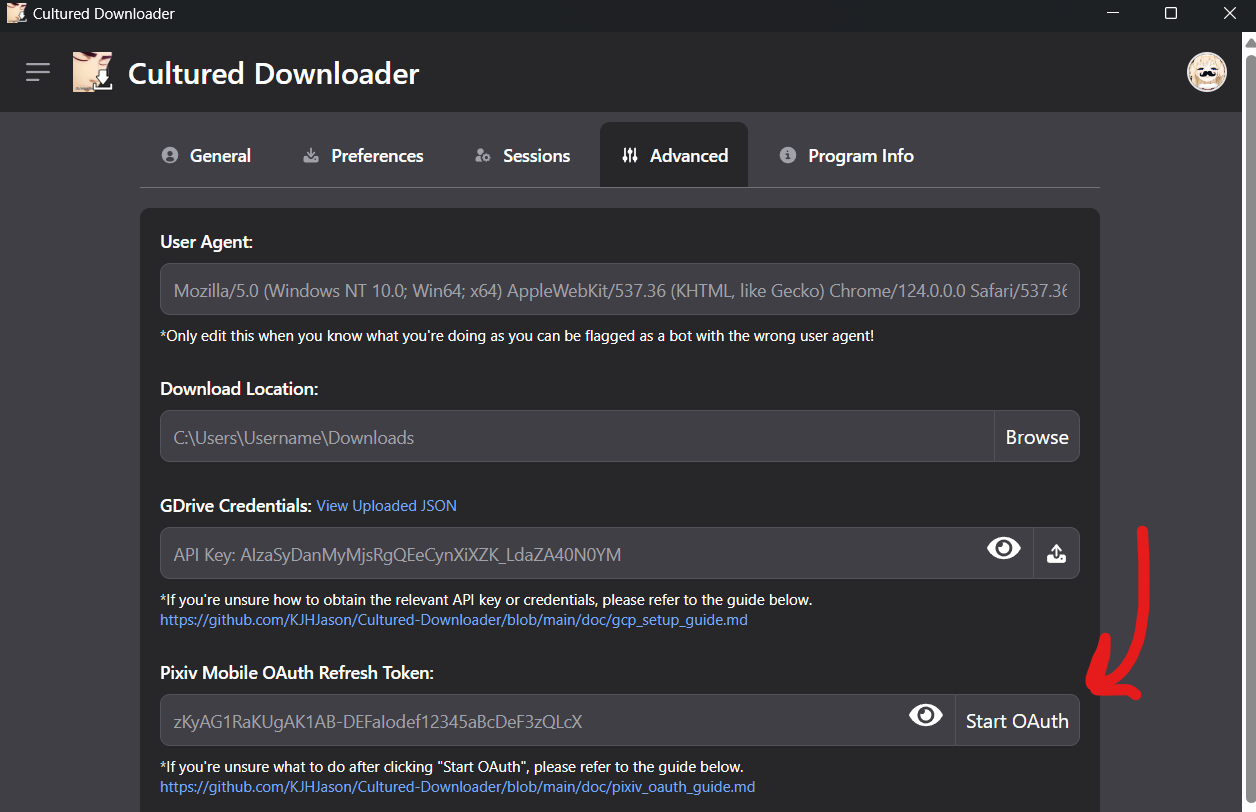 Cultured Downloader
Cultured Downloader
General
Preferences
Sessions
Advanced
Program Info
User Agent:
Mozilla/5.0 (Windows NT 10.0; Win64; x64) AppleWebKit/537.36 (KHTML, like Gecko) Chrome/124.0.0.0 Safari/537.36
*Only edit this when you know what you're doing as you can be flagged as a bot with the wrong user agent!
Download Location:
C:\Users\Username\Downloads
Browse
GDrive Credentials: View Uploaded JSON
API Key: AIzaSyDanMyMjsRgQEeCynXiXZK_LdaZA40N0YM
*If you're unsure how to obtain the relevant API key or credentials, please refer to the guide below.
https://github.com/KJHJason/Cultured-Downloader/blob/main/doc/gcp_setup_guide.md
Pixiv Mobile OAuth Refresh Token:
zKyAG1RaKUgAK1AB-DEFaIodef12345aBcDeF3zQLcX
Start OAuth
*If you're unsure what to do after clicking "Start OAuth", please refer to the guide below.
https://github.com/KJHJason/Cultured-Downloader/blob/main/doc/pixiv_oauth_guide.md